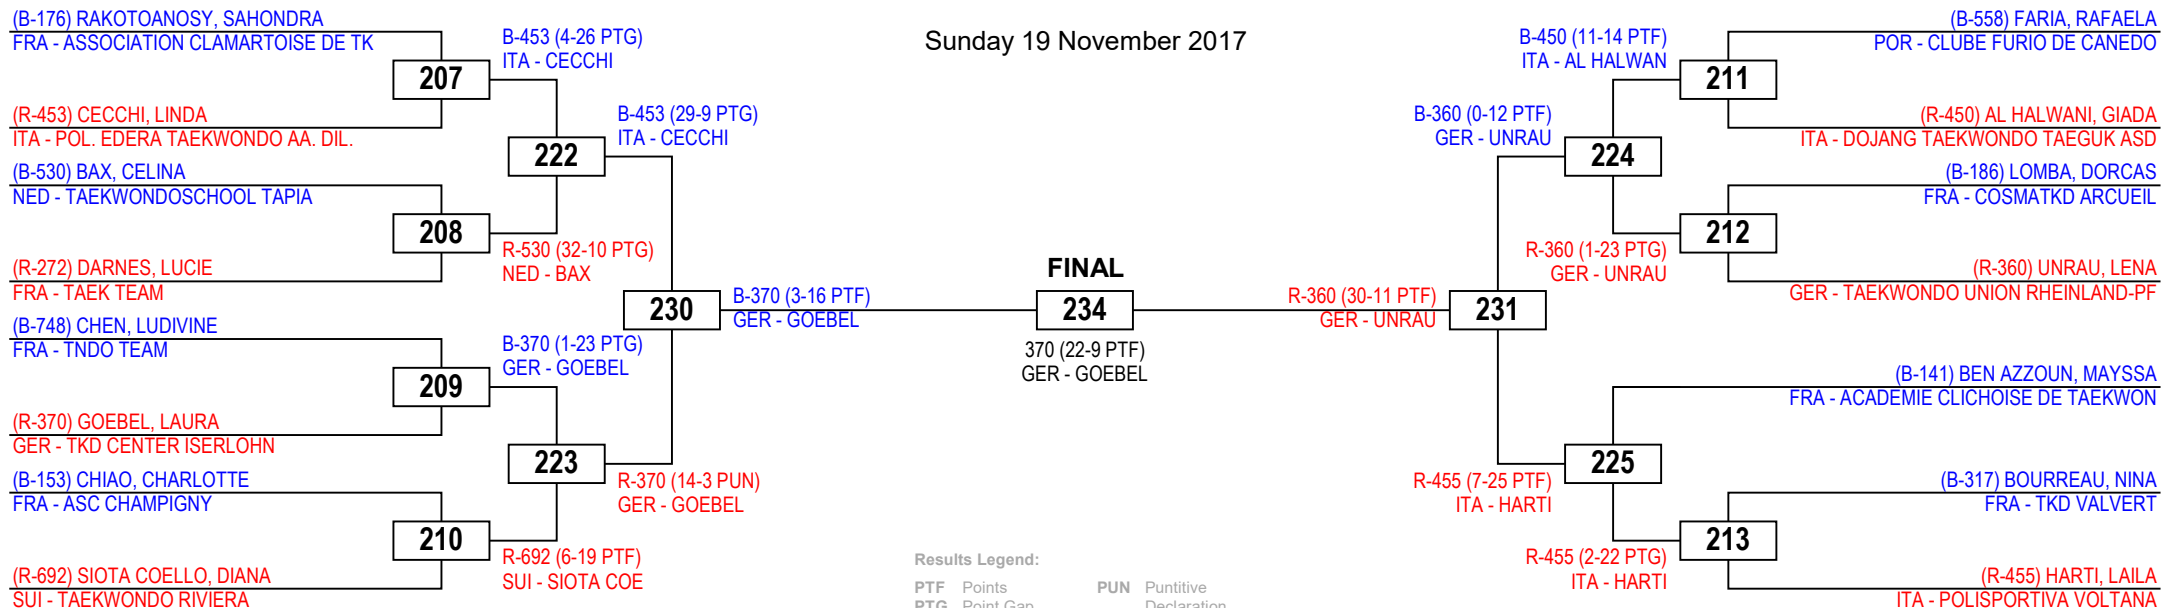 Sunday 19 November 2017
(B-176) RAKOTOANOSY, SAHONDRA
FRA - ASSOCIATION CLAMARTOISE DE TK
207
(R-453) CECCHI, LINDA
ITA - POL. EDERA TAEKWONDO AA. DIL.
(B-530) BAX, CELINA
NED - TAEKWONDOSCHOOL TAPIA
208
(R-272) DARNES, LUCIE
FRA - TAEK TEAM
(B-748) CHEN, LUDIVINE
FRA - TNDO TEAM
209
(R-370) GOEBEL, LAURA
GER - TKD CENTER ISERLOHN
(B-153) CHIAO, CHARLOTTE
FRA - ASC CHAMPIGNY
210
(R-692) SIOTA COELLO, DIANA
SUI - TAEKWONDO RIVIERA
B-453 (4-26 PTG)
ITA - CECCHI
222
R-530 (32-10 PTG)
NED - BAX
B-370 (1-23 PTG)
GER - GOEBEL
223
R-692 (6-19 PTF)
SUI - SIOTA COE
B-453 (29-9 PTG)
ITA - CECCHI
230
R-370 (14-3 PUN)
GER - GOEBEL
B-370 (3-16 PTF)
GER - GOEBEL
FINAL
234
370 (22-9 PTF)
GER - GOEBEL
R-360 (30-11 PTF)
GER - UNRAU
B-360 (0-12 PTF)
GER - UNRAU
231
R-455 (7-25 PTF)
ITA - HARTI
B-450 (11-14 PTF)
ITA - AL HALWAN
224
R-360 (1-23 PTG)
GER - UNRAU
225
R-455 (2-22 PTG)
ITA - HARTI
(B-558) FARIA, RAFAELA
POR - CLUBE FURIO DE CANEDO
211
(R-450) AL HALWANI, GIADA
ITA - DOJANG TAEKWONDO TAEGUK ASD
(B-186) LOMBA, DORCAS
FRA - COSMATKD ARCUEIL
212
(R-360) UNRAU, LENA
GER - TAEKWONDO UNION RHEINLAND-PF
(B-141) BEN AZZOUN, MAYSSA
FRA - ACADEMIE CLICHOISE DE TAEKWON
(B-317) BOURREAU, NINA
FRA - TKD VALVERT
213
(R-455) HARTI, LAILA
ITA - POLISPORTIVA VOLTANA
Results Legend:
PTF Points PUN Puntitive
PTG Point Gap Declaration